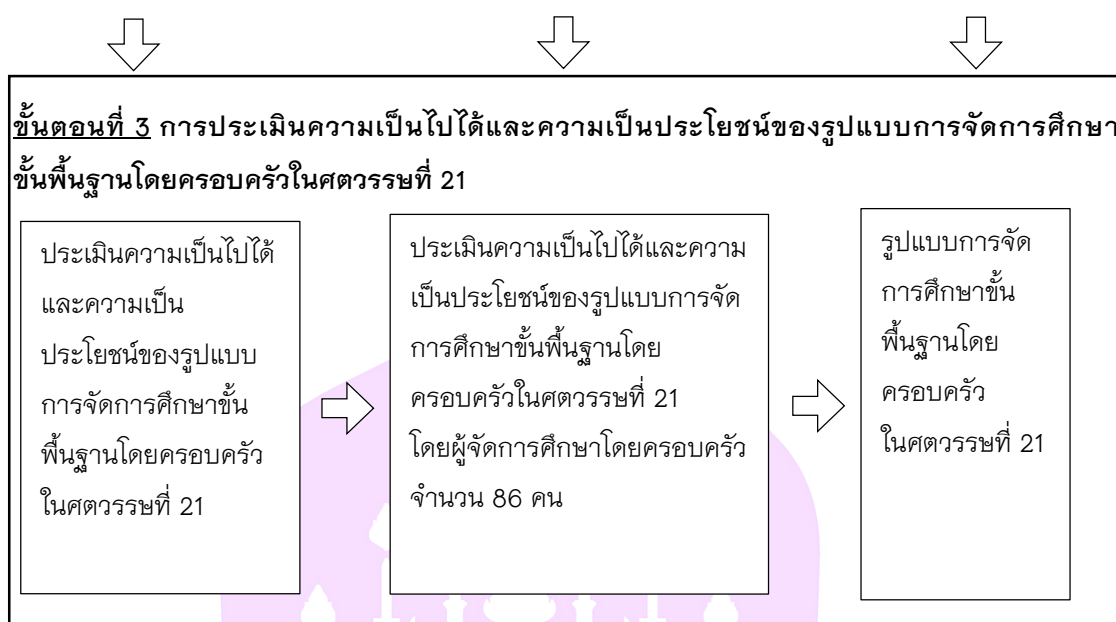 ขั้นตอนที่ 3 การประเมินความเป็นไปได้และความเป็นประโยชน์ของรูปแบบการจัดการศึกษา
ขั้นพื้นฐานโดยครอบครัวในศตวรรษที่ 21
ประเมินความเป็นไปได้
และความเป็น
ประโยชน์ของรูปแบบ
การจัดการศึกษาขั้น
พื้นฐานโดยครอบครัว
ในศตวรรษที่ 21
ประเมินความเป็นไปได้และความ
เป็นประโยชน์ของรูปแบบการจัด
การศึกษาขั้นพื้นฐานโดย
ครอบครัวในศตวรรษที่ 21
โดยผู้จัดการศึกษาโดยครอบครัว
จำนวน 86 คน
รูปแบบการจัด
การศึกษาขั้น
พื้นฐานโดย
ครอบครัว
ในศตวรรษที่ 21